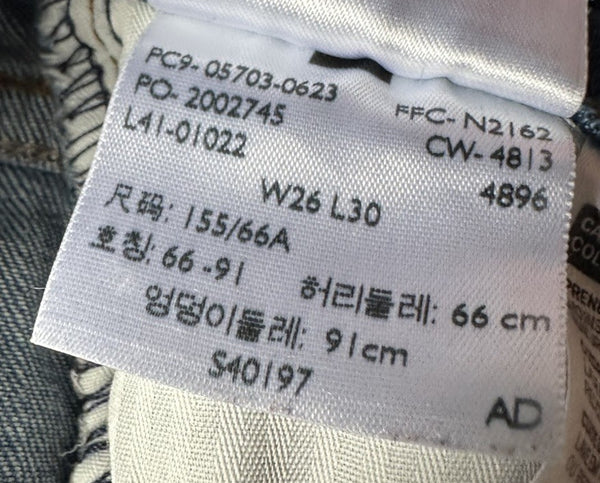 PC9- 05703-0623
PO- 2002745
L41-01022
FFC- N2162
CW- 4813
4896
W26 L30
尺码: 155/66A
호칭: 66 -91
허리둘레: 66 cm
엉덩이둘레: 91cm
S40197
AD